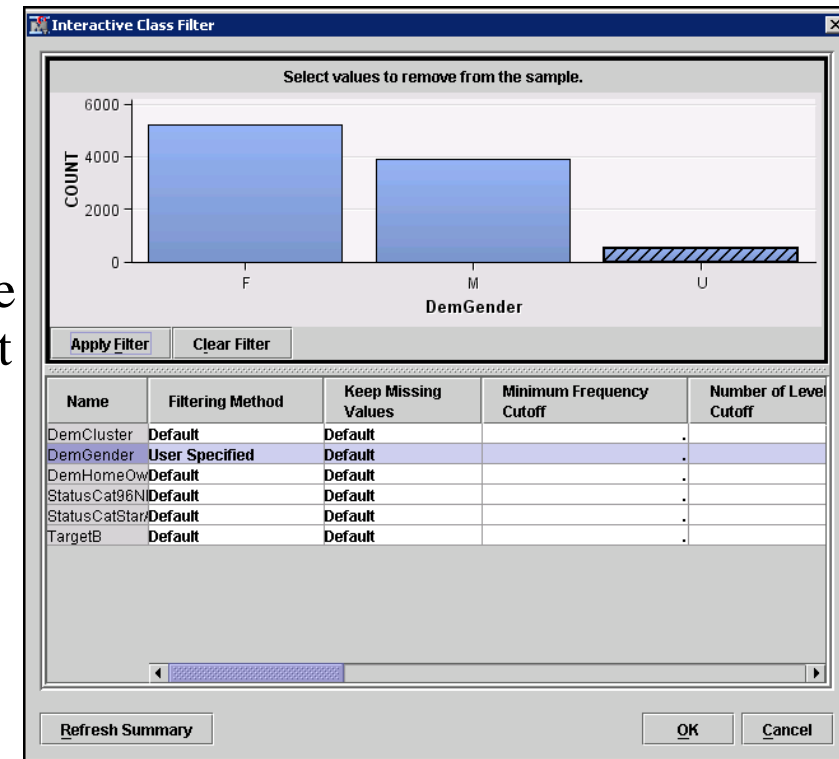 Interactive Class Filter
Select values to remove from the sample.
6000
4000
2000
0
COUNT
F M U
DemGender
e
t
Apply Filter Clear Filter
Name Filtering Method Keep Missing Values Minimum Frequency Cutoff Number of Level Cutoff
DemCluster Default Default .
DemGender User Specified Default .
DemHomeOw Default Default .
StatusCat96N Default Default .
StatusCatStarA Default Default .
TargetB Default Default .
Refresh Summary OK Cancel